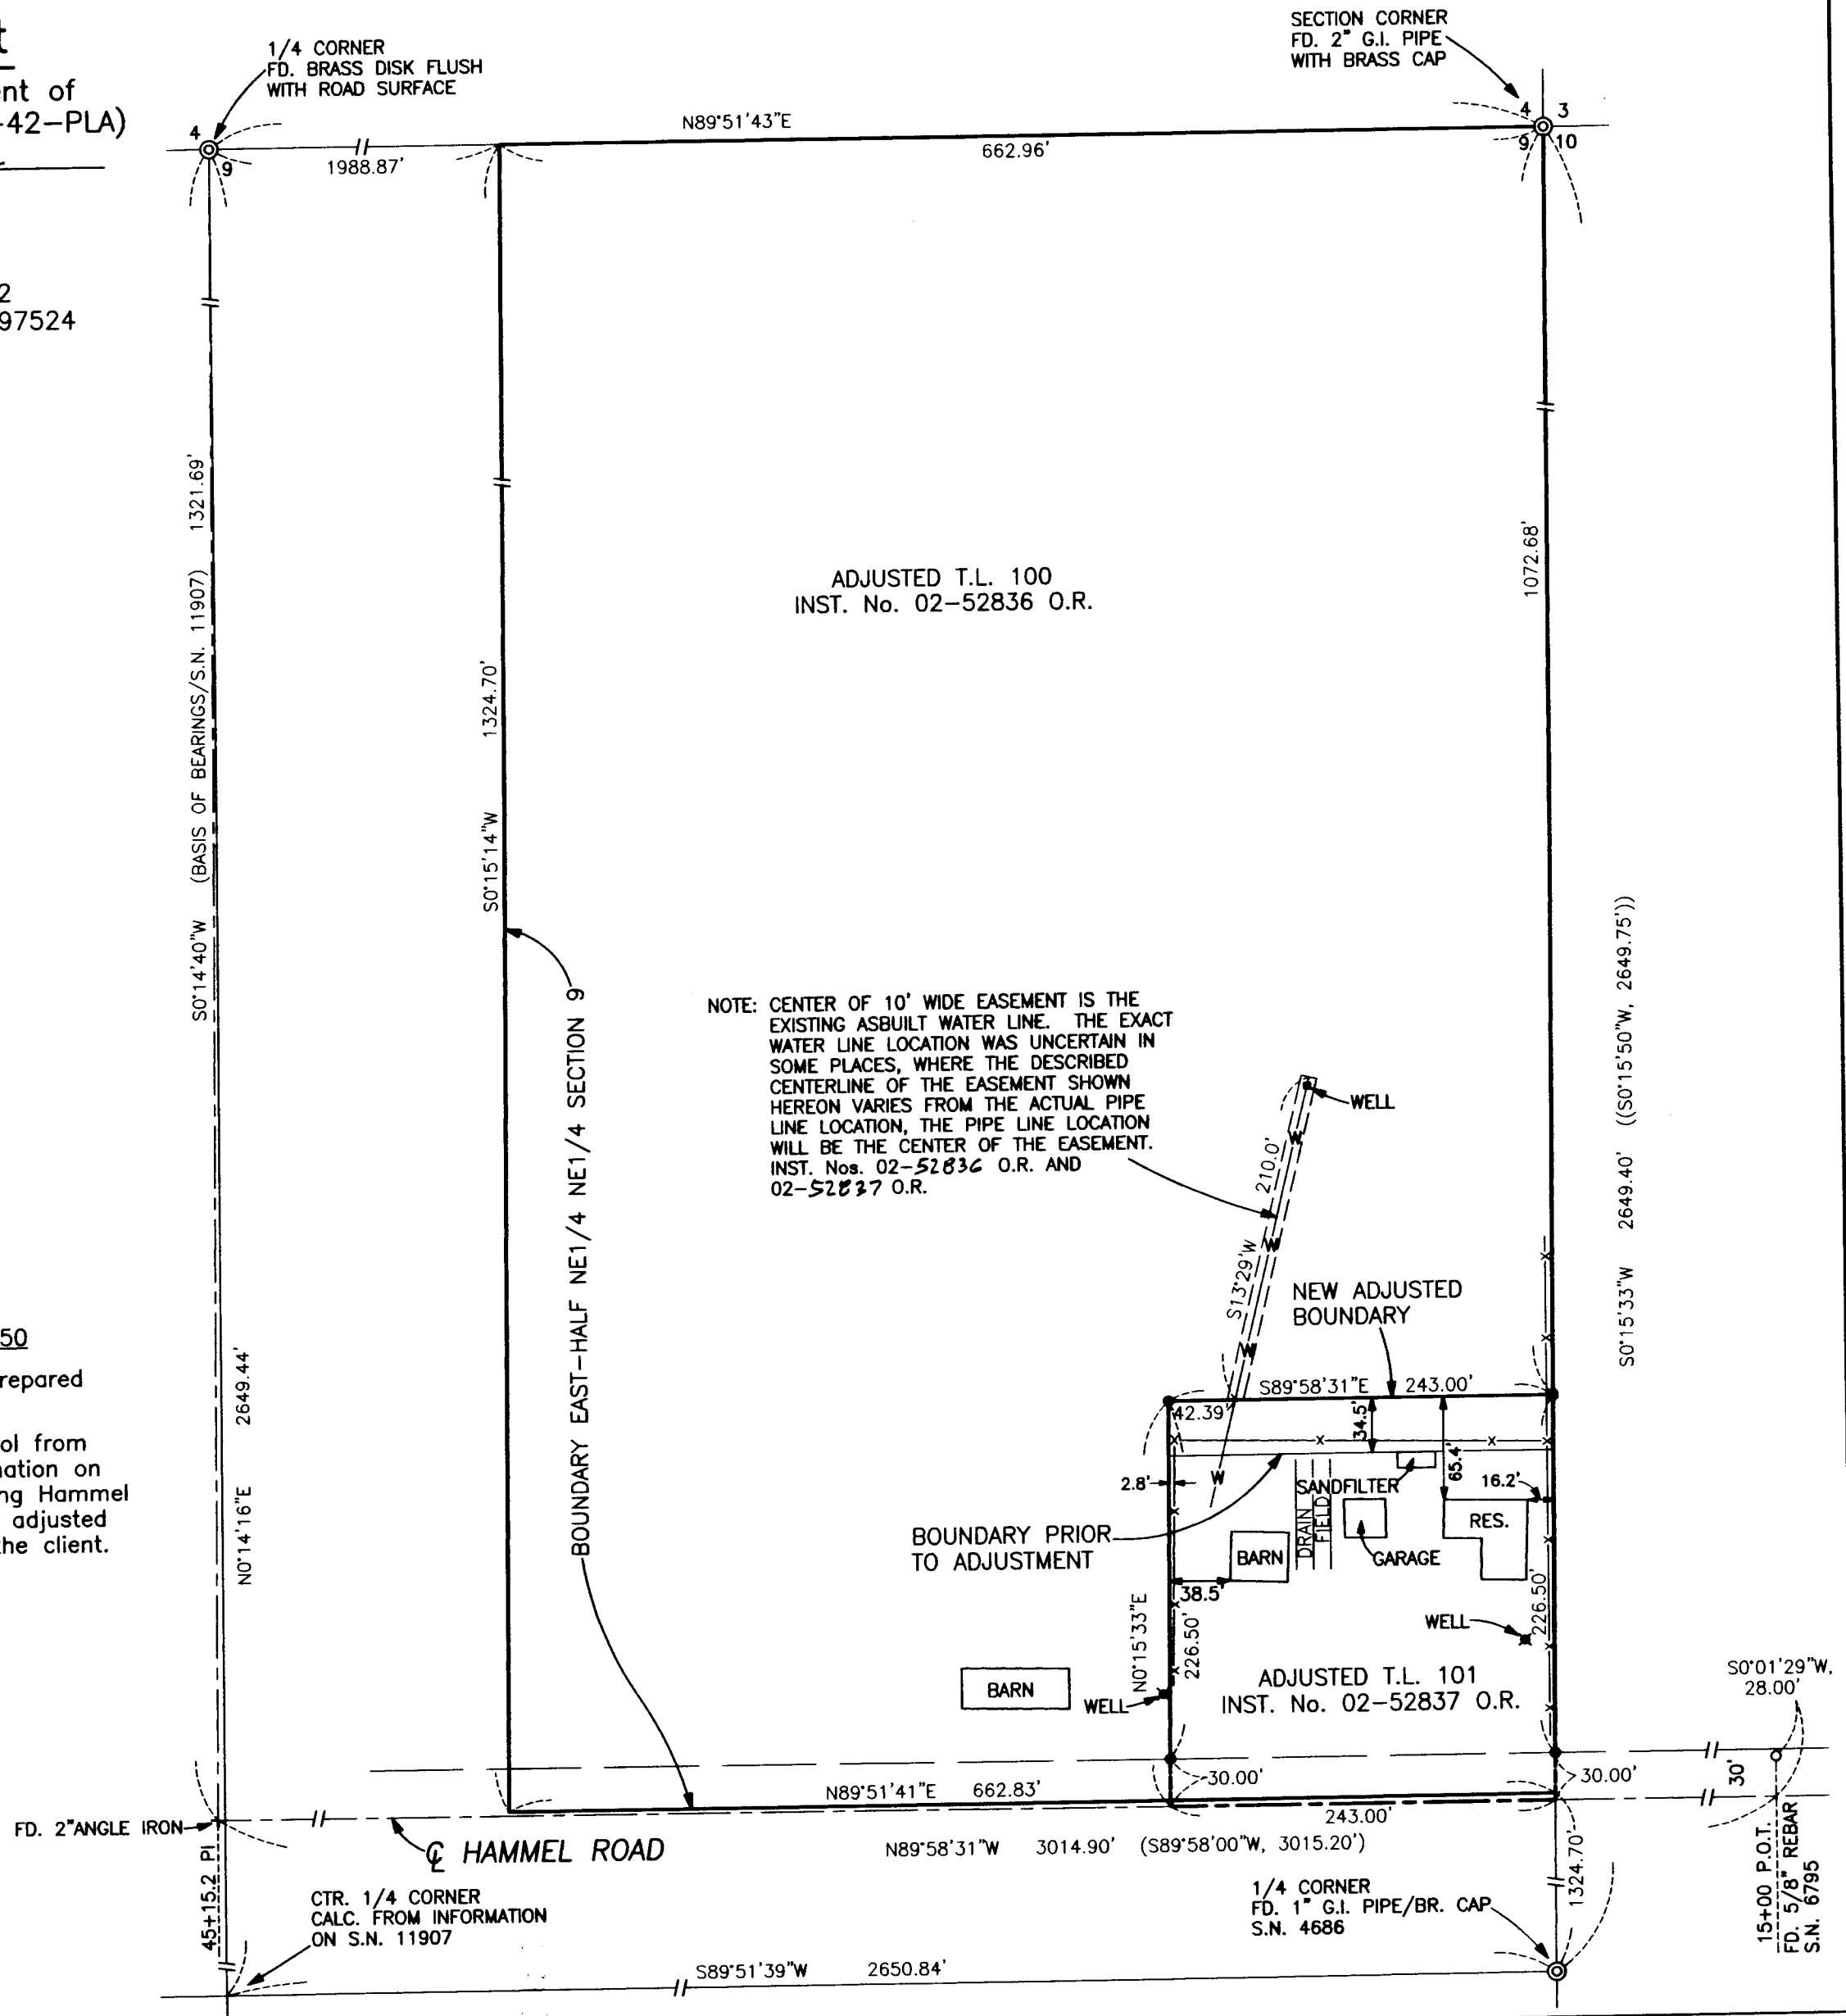 t
1/4 CORNER
FD. BRASS DISK FLUSH
WITH ROAD SURFACE
SECTION CORNER
FD. 2" G.I. PIPE
WITH BRASS CAP
nt of
-42-PLA)
4
9
1988.87'
N89°51'43"E
662.96'
4 3
9 10
2
97524
S0°14'40"W (BASIS OF BEARINGS/S.N. 11907) 1321.69'
S0°15'14"W 1324.70'
1072.68'
ADJUSTED T.L. 100
INST. No. 02-52836 O.R.
S0°15'33"W 2649.40' ((S0°15'50"W, 2649.75'))
BOUNDARY EAST-HALF NE1/4 NE1/4 SECTION 9
NOTE: CENTER OF 10' WIDE EASEMENT IS THE
EXISTING ASBUILT WATER LINE. THE EXACT
WATER LINE LOCATION WAS UNCERTAIN IN
SOME PLACES, WHERE THE DESCRIBED
CENTERLINE OF THE EASEMENT SHOWN
HEREON VARIES FROM THE ACTUAL PIPE
LINE LOCATION, THE PIPE LINE LOCATION
WILL BE THE CENTER OF THE EASEMENT.
INST. Nos. 02-52836 O.R. AND
02-52837 O.R.
WELL
W
W
W
W
S13°29'W 210.0'
NEW ADJUSTED
BOUNDARY
50
repared
ol from
nation on
ng Hammel
adjusted
he client.
N0°14'16"E 2649.44'
S89°58'31"E 243.00'
42.39'
34.5'
65.4'
2.8'
16.2'
SANDFILTER
RES.
DRAIN
FIELD
BARN
GARAGE
BOUNDARY PRIOR
TO ADJUSTMENT
38.5'
N0°15'33"E
226.50'
226.50'
WELL
ADJUSTED T.L. 101
INST. No. 02-52837 O.R.
BARN
WELL
S0°01'29"W,
28.00'
30.00'
30.00'
30'
N89°51'41"E 662.83'
243.00'
FD. 2"ANGLE IRON
℄ HAMMEL ROAD
N89°58'31"W 3014.90' (S89°58'00"W, 3015.20')
45+15.2 PI
CTR. 1/4 CORNER
CALC. FROM INFORMATION
ON S.N. 11907
1/4 CORNER
FD. 1" G.I. PIPE/BR. CAP
S.N. 4686
1324.70'
15+00 P.O.T.
FD. 5/8" REBAR
S.N. 6795
S89°51'39"W 2650.84'